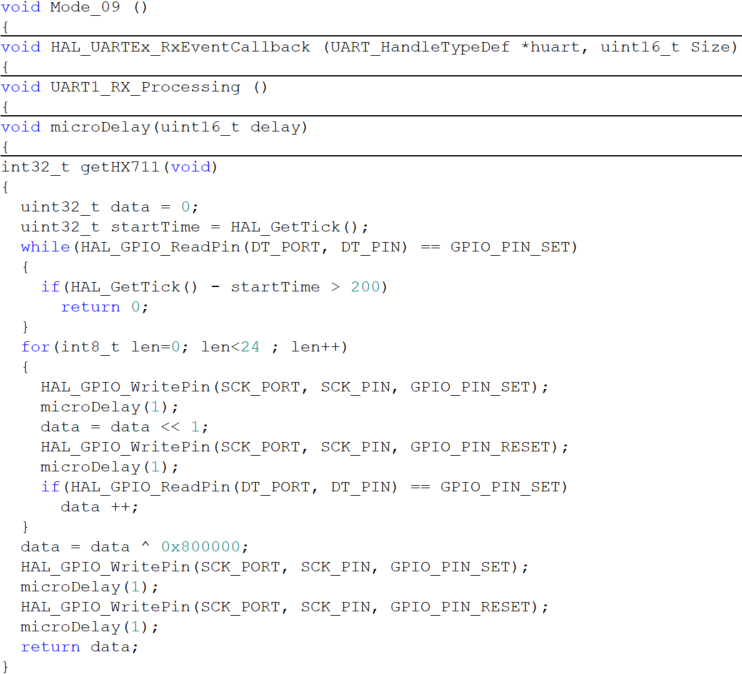 void Mode_09 ()
{
void HAL_UARTEx_RxEventCallback (UART_HandleTypeDef *huart, uint16_t Size)
{
void UART1_RX_Processing ()
{
void microDelay(uint16_t delay)
{
int32_t getHX711(void)
{
  uint32_t data = 0;
  uint32_t startTime = HAL_GetTick();
  while(HAL_GPIO_ReadPin(DT_PORT, DT_PIN) == GPIO_PIN_SET)
  {
    if(HAL_GetTick() - startTime > 200)
      return 0;
  }
  for(int8_t len=0; len<24 ; len++)
  {
    HAL_GPIO_WritePin(SCK_PORT, SCK_PIN, GPIO_PIN_SET);
    microDelay(1);
    data = data << 1;
    HAL_GPIO_WritePin(SCK_PORT, SCK_PIN, GPIO_PIN_RESET);
    microDelay(1);
    if(HAL_GPIO_ReadPin(DT_PORT, DT_PIN) == GPIO_PIN_SET)
      data ++;
  }
  data = data ^ 0x800000;
  HAL_GPIO_WritePin(SCK_PORT, SCK_PIN, GPIO_PIN_SET);
  microDelay(1);
  HAL_GPIO_WritePin(SCK_PORT, SCK_PIN, GPIO_PIN_RESET);
  microDelay(1);
  return data;
}